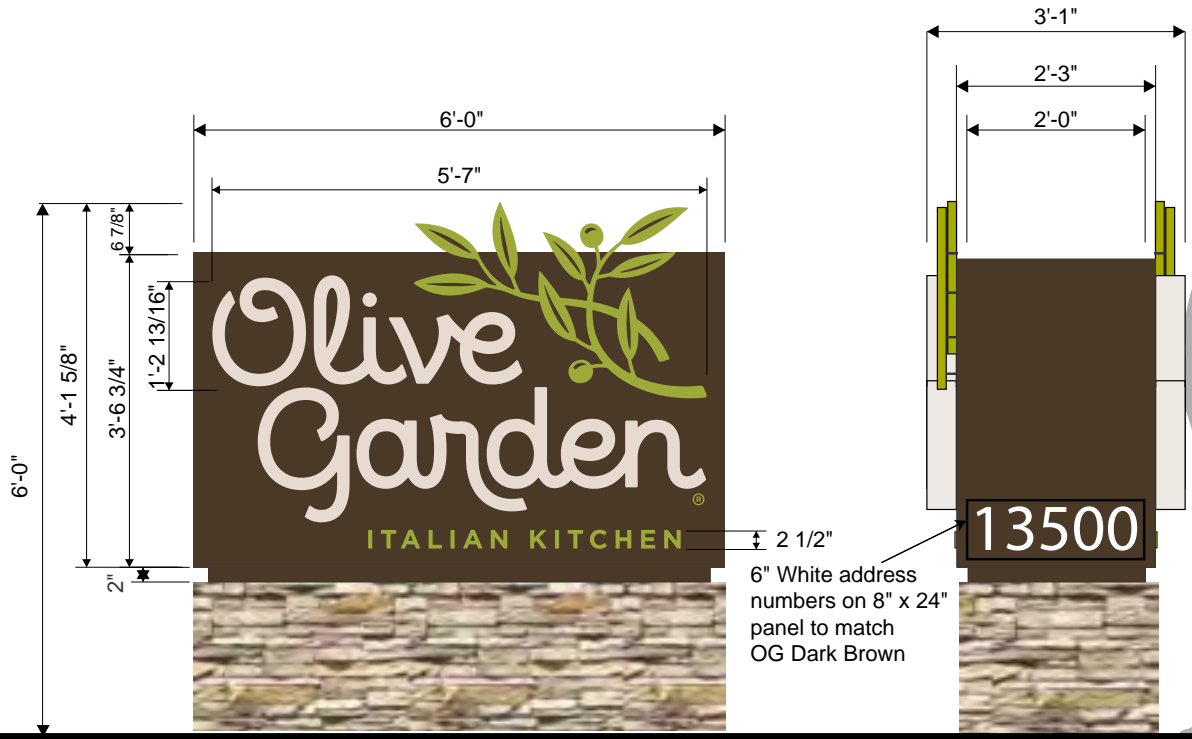 3'-1"
2'-3"
2'-0"
6'-0"
5'-7"
6 7/8"
1'-2 13/16"
3'-6 3/4"
4'-1 5/8"
6'-0"
2"
Olive
Garden®
ITALIAN KITCHEN
2 1/2"
13500
6" White address
numbers on 8" x 24"
panel to match
OG Dark Brown